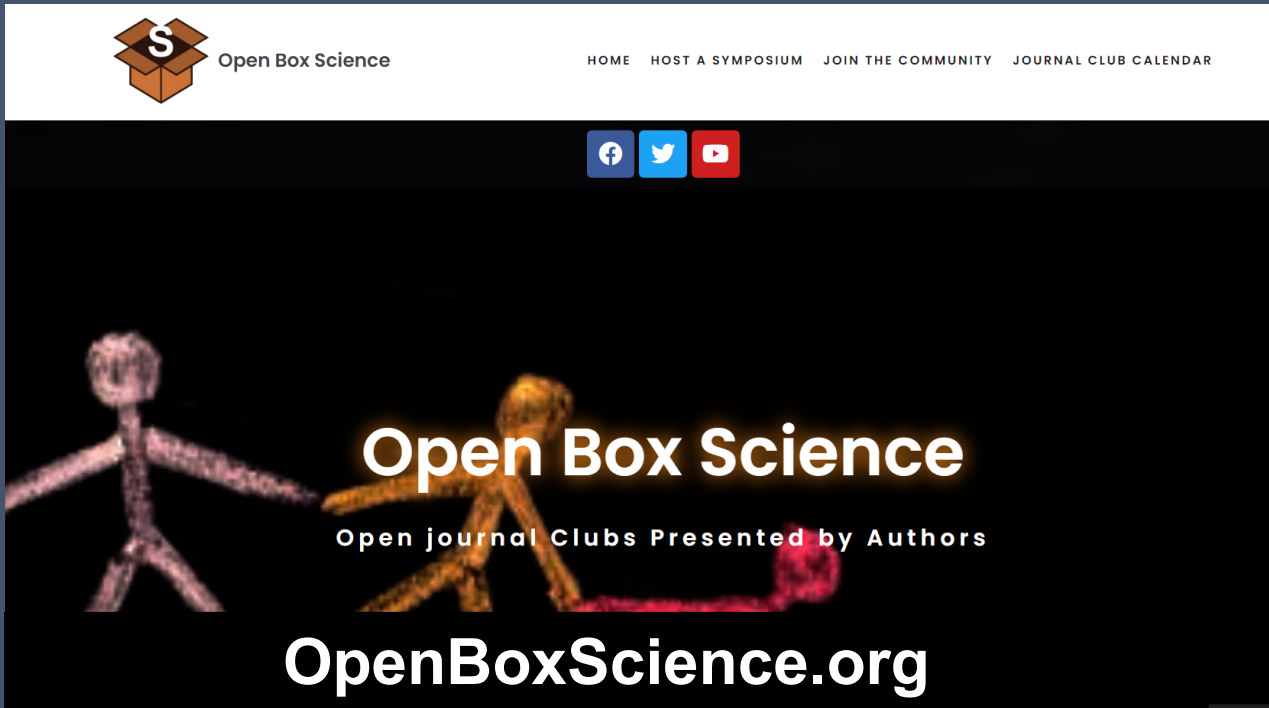 S
Open Box Science
HOME HOST A SYMPOSIUM JOIN THE COMMUNITY JOURNAL CLUB CALENDAR
Open Box Science
Open journal Clubs Presented by Authors
OpenBoxScience.org